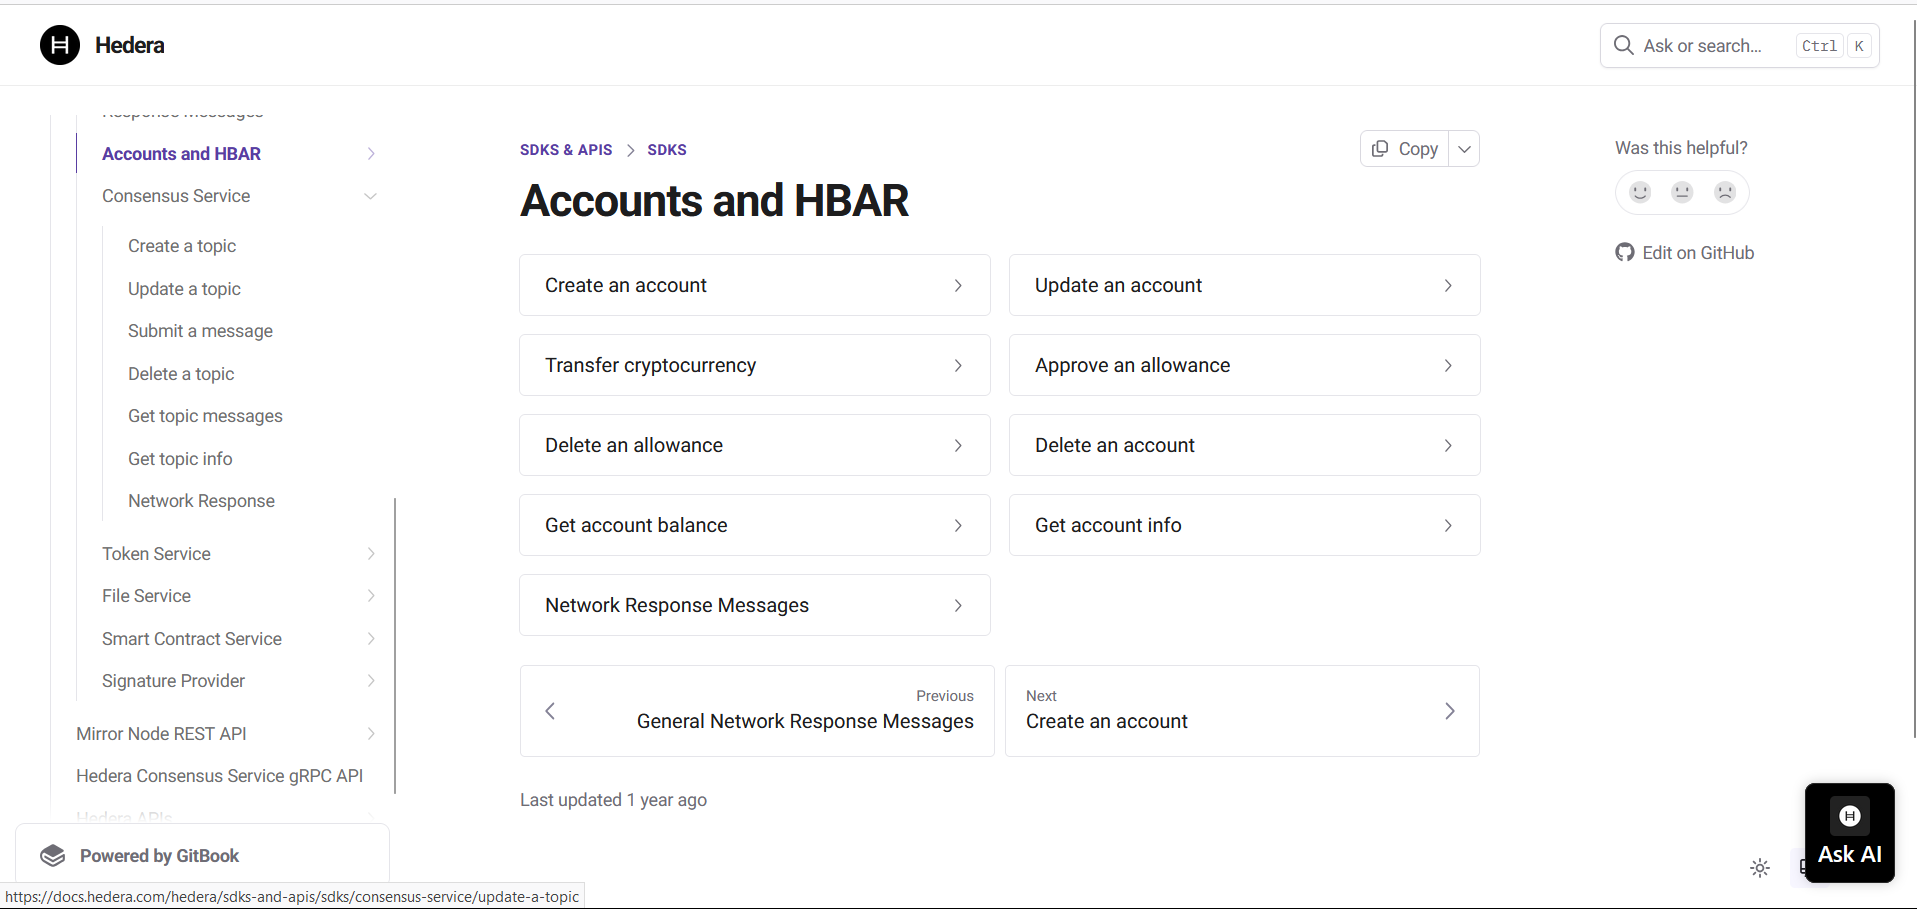 Hedera
Ask or search...
Ctrl K
Response Messages
Accounts and HBAR
Consensus Service
Create a topic
Update a topic
Submit a message
Delete a topic
Get topic messages
Get topic info
Network Response
Token Service
File Service
Smart Contract Service
Signature Provider
Mirror Node REST API
Hedera Consensus Service gRPC API
Hedera APIs
Powered by GitBook
https://docs.hedera.com/hedera/sdks-and-apis/sdks/consensus-service/update-a-topic
SDKS & APIS > SDKS
Copy
Accounts and HBAR
Create an account
Update an account
Transfer cryptocurrency
Approve an allowance
Delete an allowance
Delete an account
Get account balance
Get account info
Network Response Messages
Previous
General Network Response Messages
Next
Create an account
Last updated 1 year ago
Was this helpful?
Edit on GitHub
Ask AI